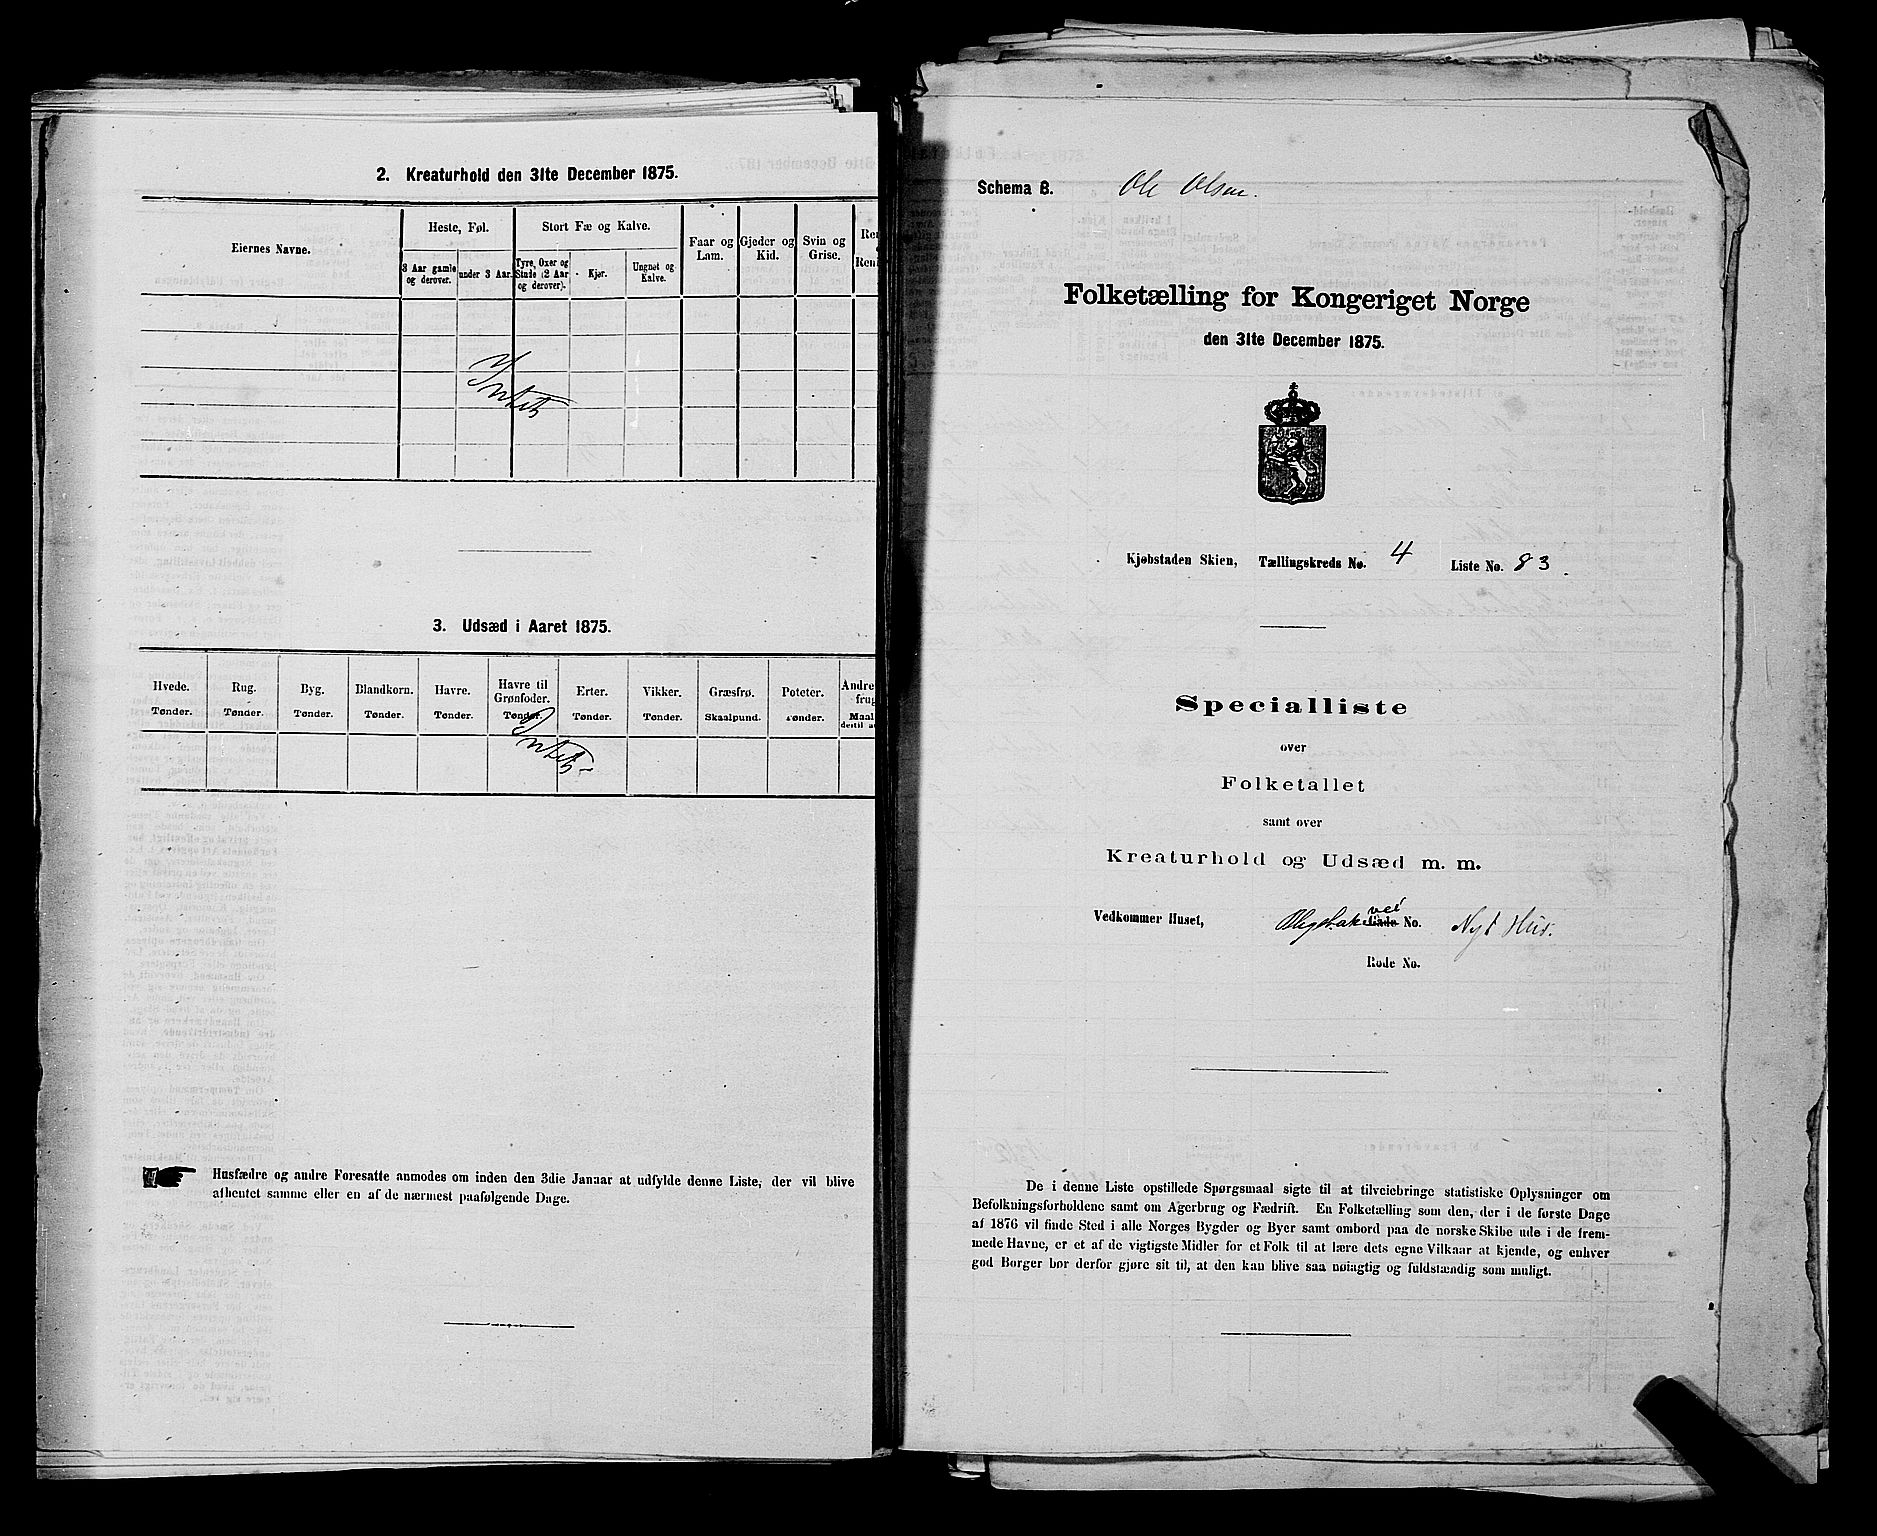 2. Kreaturhold den 31te December 1875.
Eiernes Navne.
Heste, Føl.
Stort Fæ og Kalve.
Faar og Lam.
Gjeder og Kid.
Svin og Grise.
3 Aar gamle og derover.
under 3 Aar.
Tyre, Oxer og Stude (2 Aar og derover).
Kjør.
Ungnøt og Kalve.
Intet
3. Udsæd i Aaret 1875.
Hvede. Rug. Byg. Blandkorn. Havre. Havre til Grønfoder. Erter. Vikker. Græsfrø. Poteter. Andre
Tønder. Tønder. Tønder. Tønder. Tønder. Tønder. Tønder. Tønder. Skaalpund. Tønder. Maal
Intet
Husfædre og andre Foresatte anmodes om inden den 3die Januar at udfylde denne Liste, der vil blive
afhentet samme eller en af de nærmest paafølgende Dage.
Schema B. Ole Olsen.
Folketælling for Kongeriget Norge
den 31te December 1875.
Kjøbstaden Skien, Tællingskreds No. 4 Liste No. 83.
Specialliste
over
Folketallet
samt over
Kreaturhold og Udsæd m. m.
Vedkommer Huset, vei Gade No. Nyt Hus.
Rode No.
De i denne Liste opstillede Spørgsmaal sigte til at tilveiebringe statistiske Oplysninger om
Befolkningsforholdene samt om Agerbrug og Fædrift. En Folketælling som den, der i de første Dage
af 1876 vil finde Sted i alle Norges Bygder og Byer samt ombord paa de norske Skibe ude i de frem-
mede Havne, er et af de vigtigste Midler for et Folk til at lære dets egne Vilkaar at kjende, og enhver
god Borger bør derfor gjøre sit til, at den kan blive saa nøiagtig og fuldstændig som muligt.